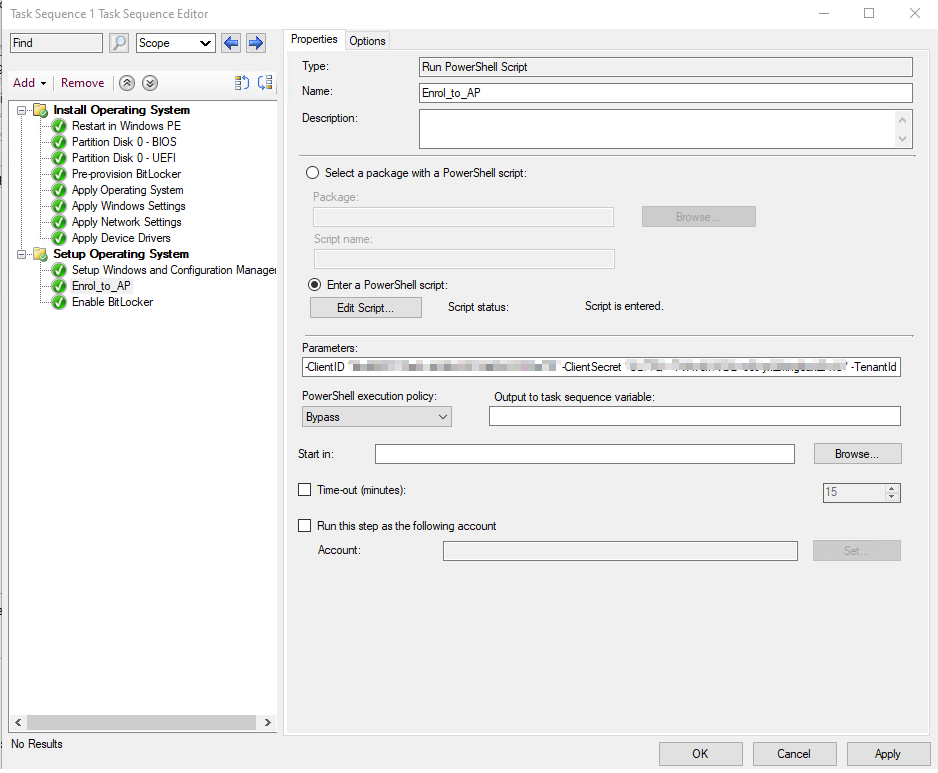 Task Sequence 1 Task Sequence Editor
Find
Scope
Add
Remove
Install Operating System
Restart in Windows PE
Partition Disk 0 - BIOS
Partition Disk 0 - UEFI
Pre-provision BitLocker
Apply Operating System
Apply Windows Settings
Apply Network Settings
Apply Device Drivers
Setup Operating System
Setup Windows and Configuration Manager
Enrol_to_AP
Enable BitLocker
No Results
Properties
Options
Type:
Run PowerShell Script
Name:
Enrol_to_AP
Description:
Select a package with a PowerShell script:
Package:
Browse...
Script name:
Enter a PowerShell script:
Edit Script...
Script status:
Script is entered.
Parameters:
-ClientID " -ClientSecret " -TenantId
PowerShell execution policy:
Output to task sequence variable:
Bypass
Start in:
Browse...
Time-out (minutes):
15
Run this step as the following account
Account:
Set...
OK
Cancel
Apply